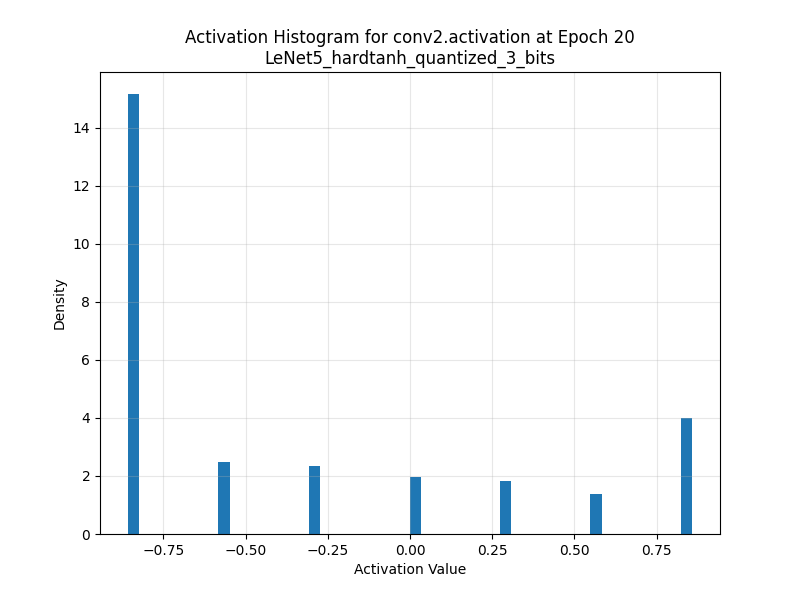 Activation Histogram for conv2.activation at Epoch 20
LeNet5_hardtanh_quantized_3_bits
14
12
10
8
6
4
2
0
Density
−0.75 −0.50 −0.25 0.00 0.25 0.50 0.75
Activation Value